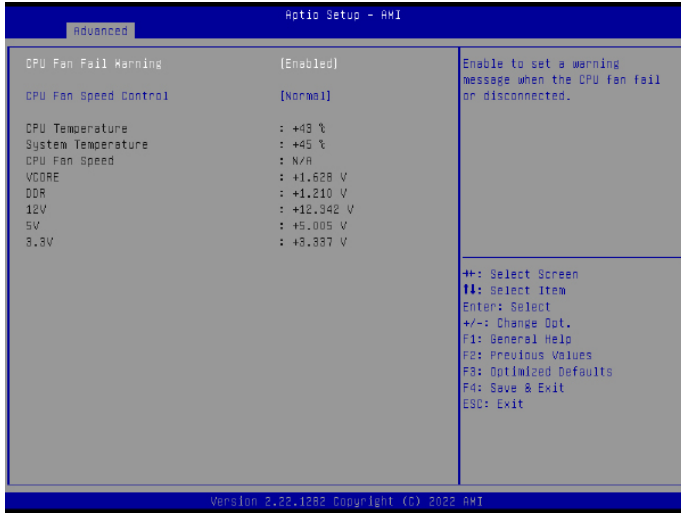 Aptio Setup - AMI
Advanced
CPU Fan Fail Warning [Enabled]
CPU Fan Speed Control [Normal]
CPU Temperature : +43 ℃
System Temperature : +45 ℃
CPU Fan Speed : N/A
VCORE : +1.628 V
DDR : +1.210 V
12V : +12.342 V
5V : +5.005 V
3.3V : +3.337 V
Enable to set a warning
message when the CPU fan fail
or disconnected.
→←: Select Screen
↑↓: Select Item
Enter: Select
+/-: Change Opt.
F1: General Help
F2: Previous Values
F3: Optimized Defaults
F4: Save & Exit
ESC: Exit
Version 2.22.1282 Copyright (C) 2022 AMI